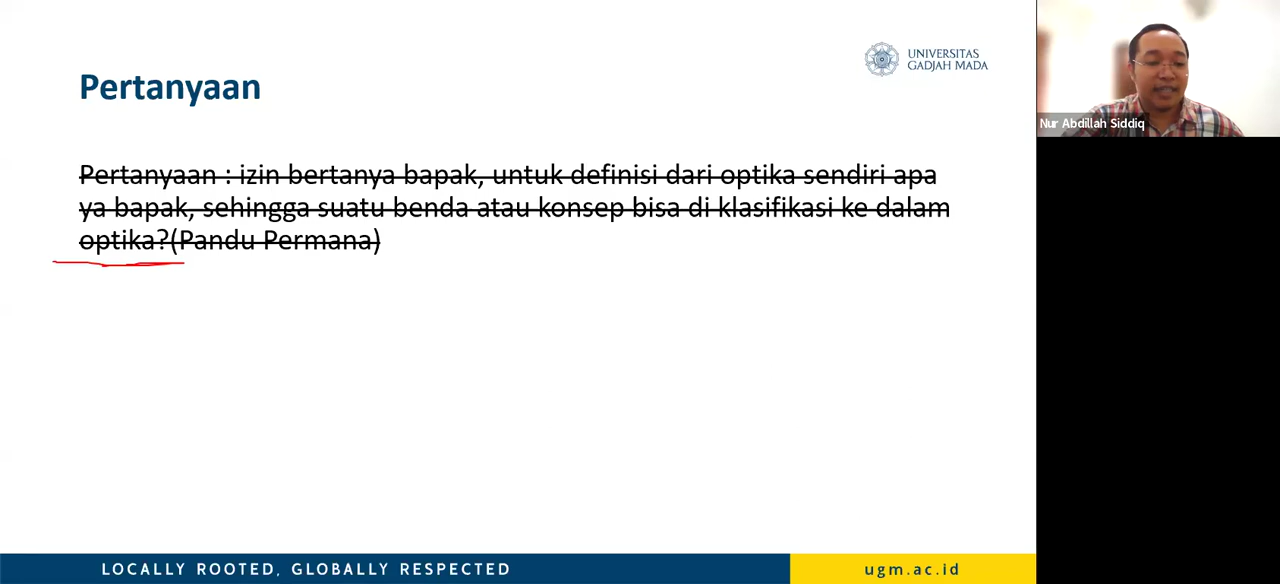 UNIVERSITAS
GADJAH MADA
Pertanyaan
Nur Abdillah Siddiq
Pertanyaan : izin bertanya bapak, untuk definisi dari optika sendiri apa
ya bapak, sehingga suatu benda atau konsep bisa di klasifikasi ke dalam
optika?(Pandu Permana)
LOCALLY ROOTED, GLOBALLY RESPECTED
ugm.ac.id